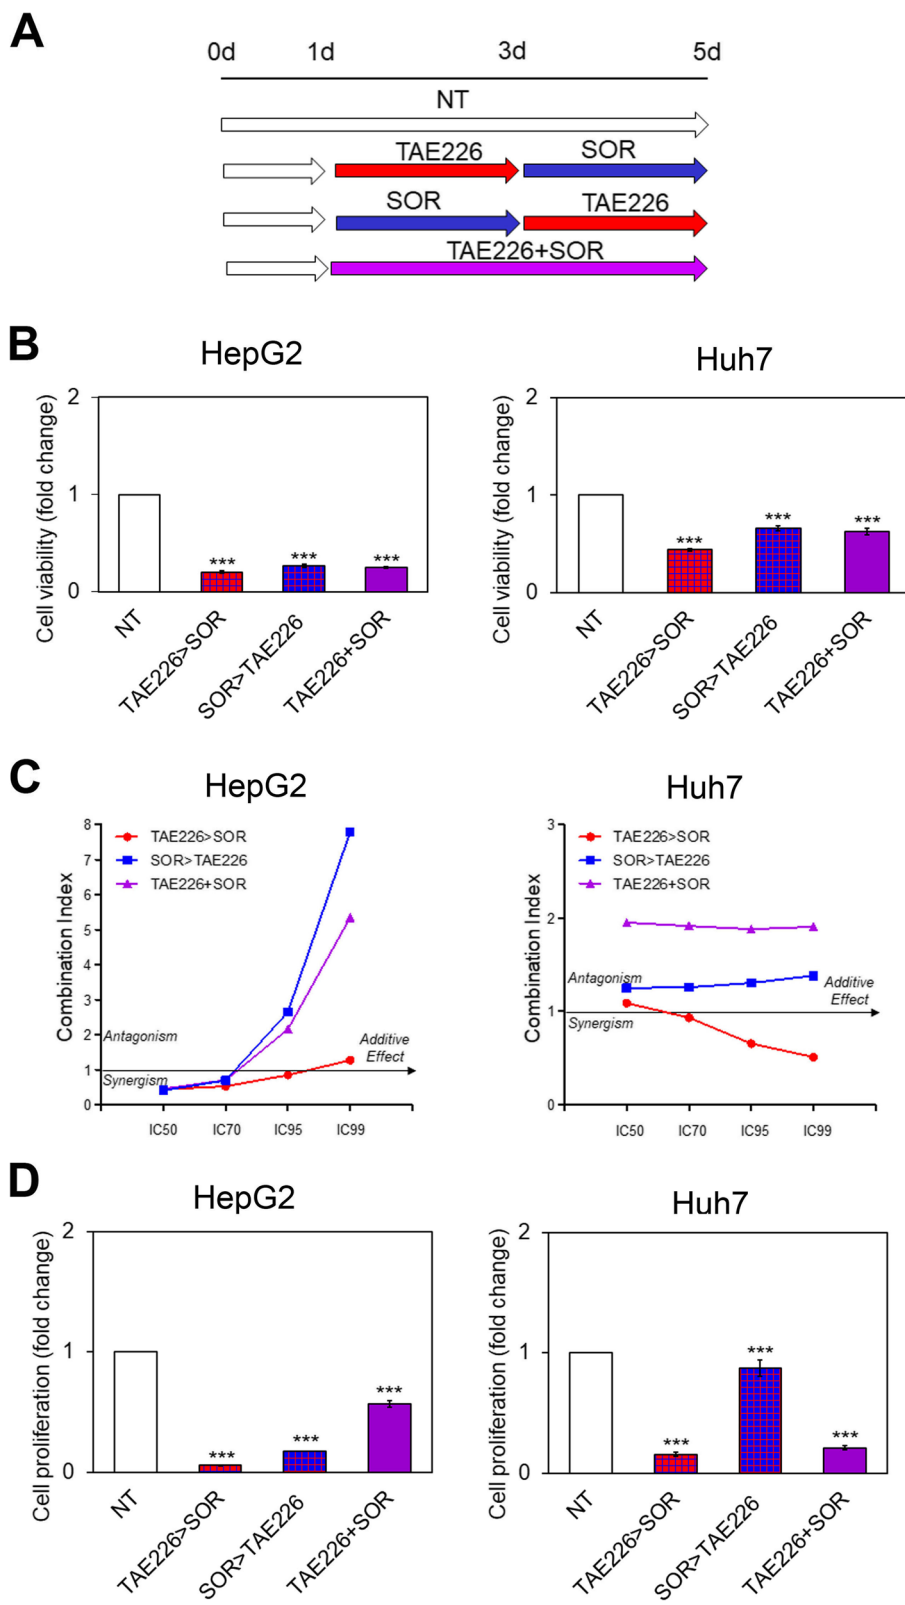 A
0d 1d 3d 5d
NT
TAE226 SOR
SOR TAE226
TAE226+SOR
B
HepG2
Cell viability (fold change)
2
1
0
***
***
***
NT
TAE226>SOR
SOR>TAE226
TAE226+SOR
Huh7
Cell viability (fold change)
2
1
0
***
***
***
NT
TAE226>SOR
SOR>TAE226
TAE226+SOR
C
HepG2
Combination Index
8
7
6
5
4
3
2
1
0
TAE226>SOR
SOR>TAE226
TAE226+SOR
Antagonism
Synergism
Additive
Effect
IC50 IC70 IC95 IC99
Huh7
Combination Index
3
2
1
0
TAE226>SOR
SOR>TAE226
TAE226+SOR
Antagonism
Synergism
Additive
Effect
IC50 IC70 IC95 IC99
D
HepG2
Cell proliferation (fold change)
2
1
0
***
***
***
NT
TAE226>SOR
SOR>TAE226
TAE226+SOR
Huh7
Cell proliferation (fold change)
2
1
0
***
***
***
NT
TAE226>SOR
SOR>TAE226
TAE226+SOR